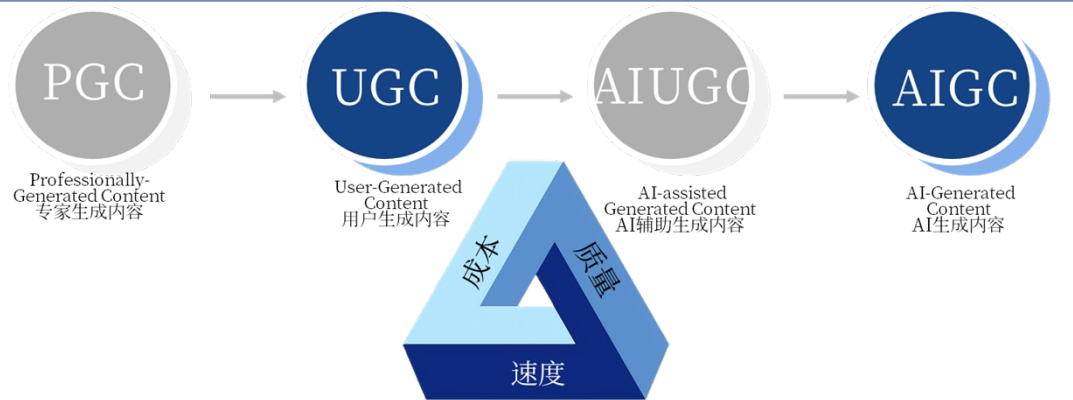 PGC
UGC
AIUGC
AIGC
Professionally-
Generated Content
专家生成内容
User-Generated
Content
用户生成内容
AI-assisted
Generated Content
AI辅助生成内容
AI-Generated
Content
AI生成内容
成本
质量
速度